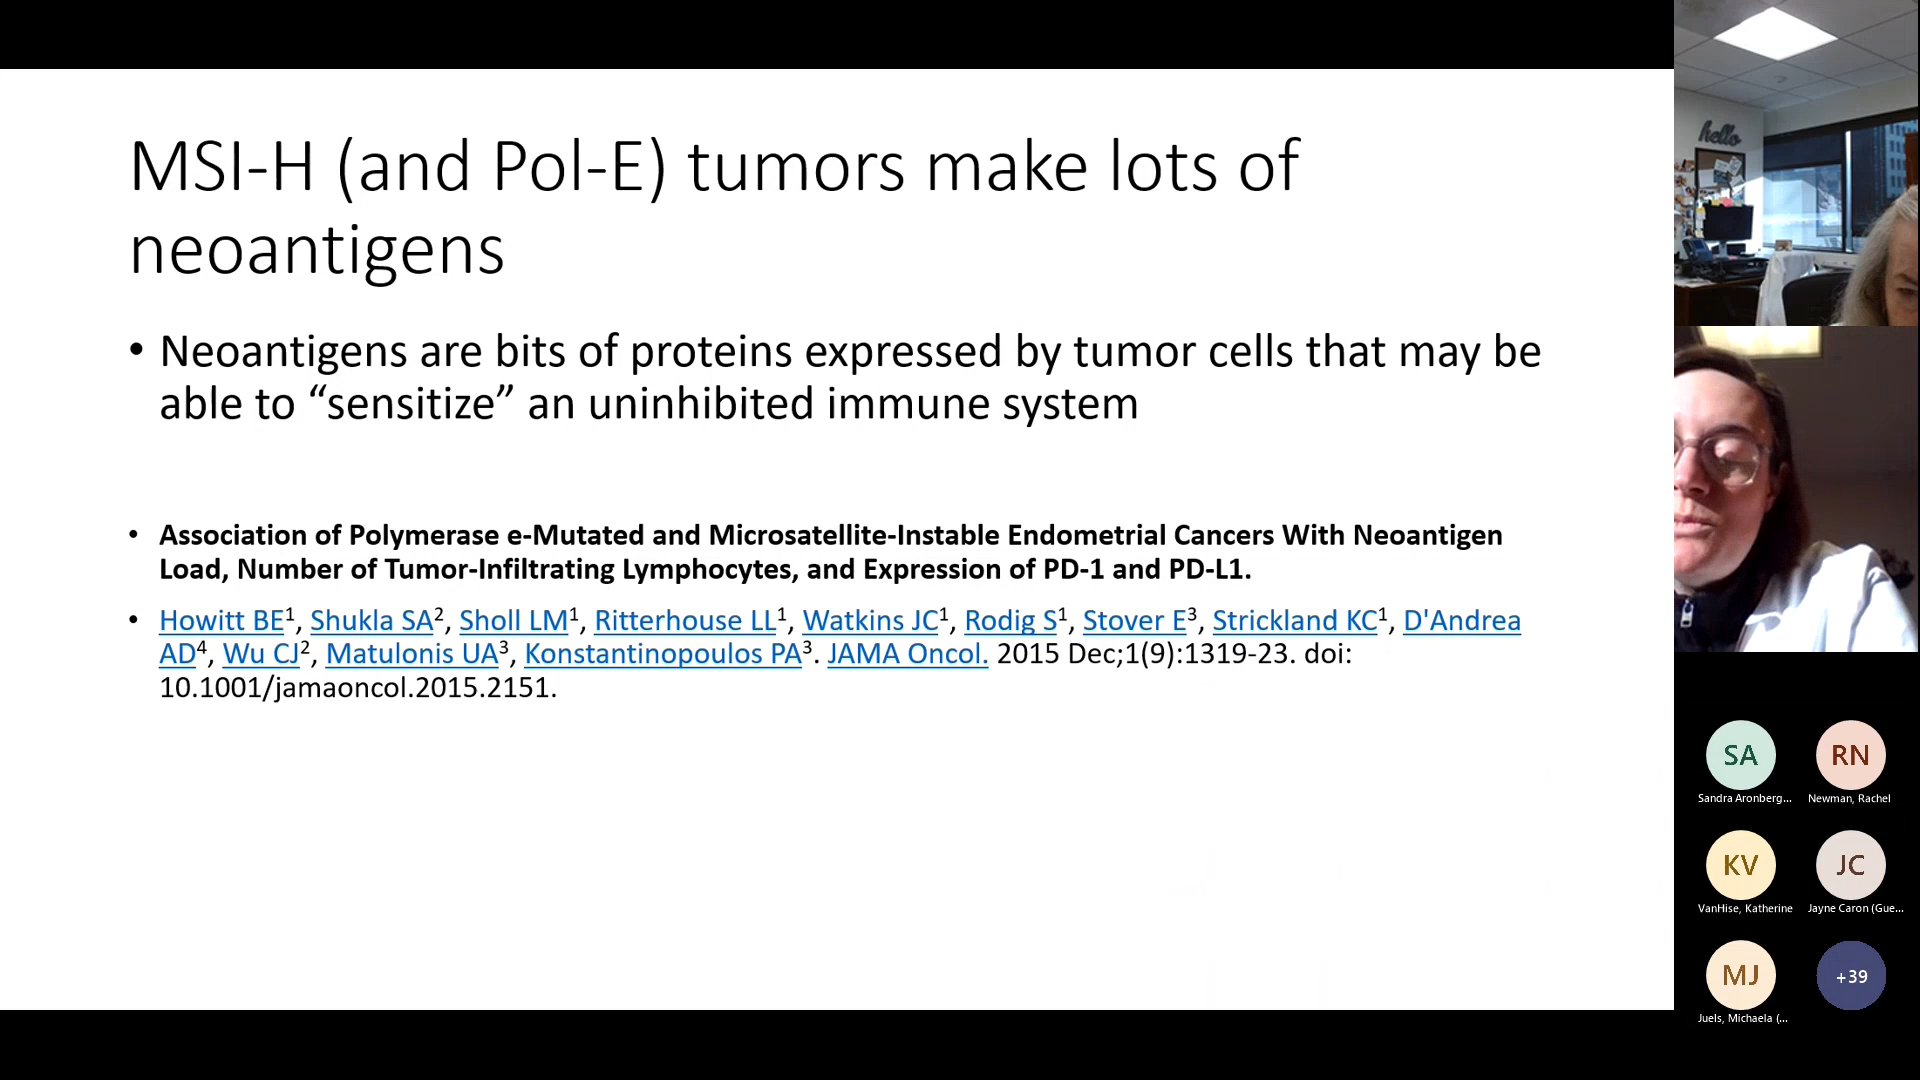 MSI-H (and Pol-E) tumors make lots of
neoantigens
• Neoantigens are bits of proteins expressed by tumor cells that may be
able to “sensitize” an uninhibited immune system
• Association of Polymerase e-Mutated and Microsatellite-Instable Endometrial Cancers With Neoantigen
Load, Number of Tumor-Infiltrating Lymphocytes, and Expression of PD-1 and PD-L1.
• Howitt BE¹, Shukla SA², Sholl LM¹, Ritterhouse LL¹, Watkins JC¹, Rodig S¹, Stover E³, Strickland KC¹, D'Andrea
AD⁴, Wu CJ², Matulonis UA³, Konstantinopoulos PA³. JAMA Oncol. 2015 Dec;1(9):1319-23. doi:
10.1001/jamaoncol.2015.2151.
hello
SA RN
Sandra Aronberg... Newman, Rachel
KV JC
VanHise, Katherine Jayne Caron (Gue...
MJ +39
Juels, Michaela (...